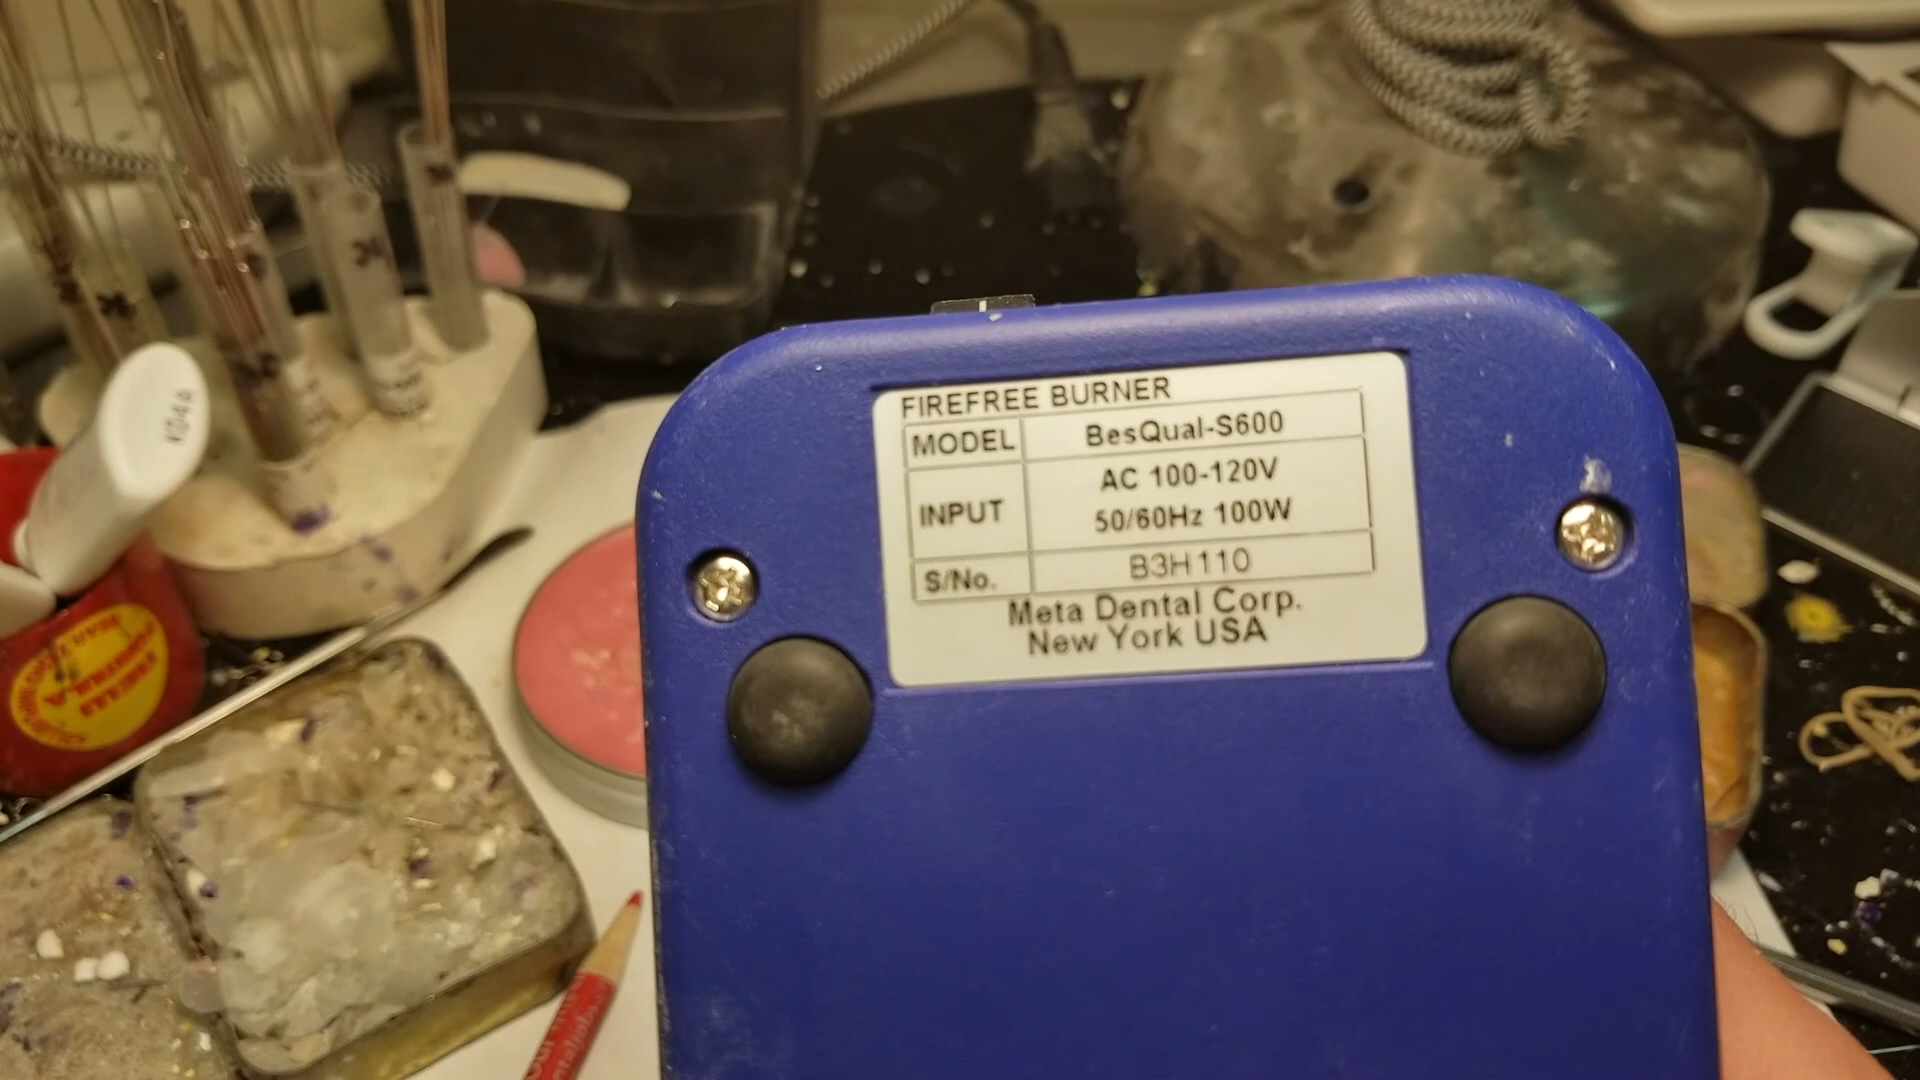 FIREFREE BURNER
MODEL BesQual-S600
INPUT AC 100-120V
50/60Hz 100W
S/No. B3H110
Meta Dental Corp.
New York USA
K044